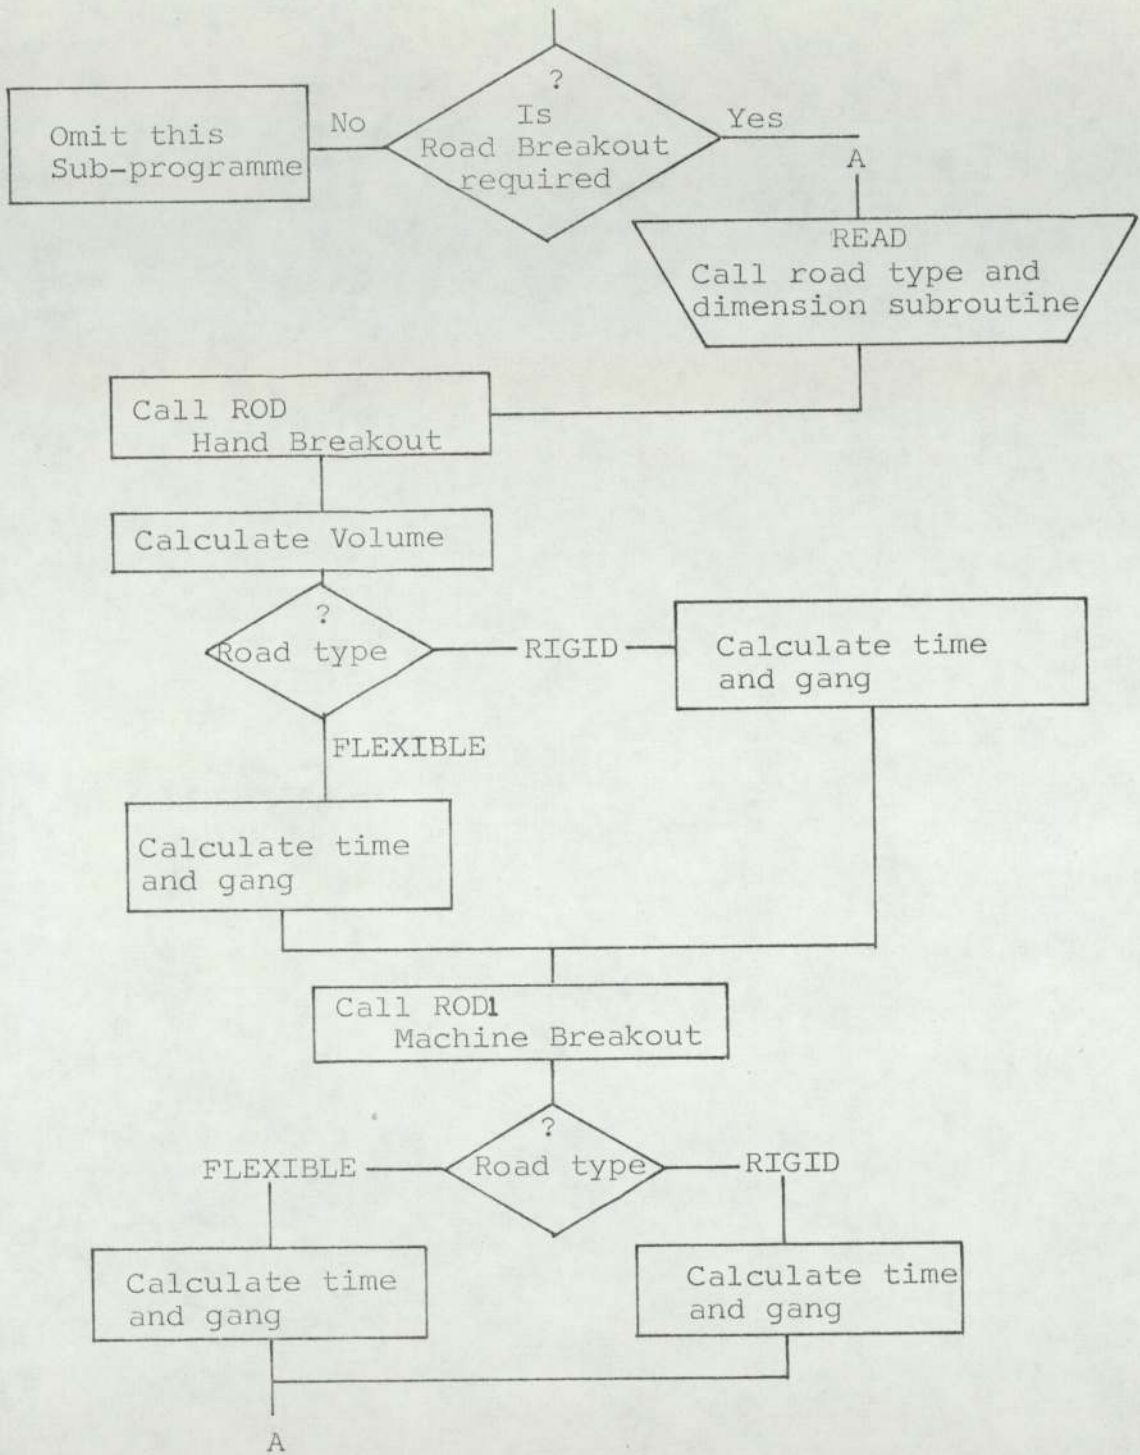 ?
Is
Road Breakout
required
No
Omit this
Sub-programme
Yes
A
READ
Call road type and
dimension subroutine
Call ROD
Hand Breakout
Calculate Volume
?
Road type
RIGID
Calculate time
and gang
FLEXIBLE
Calculate time
and gang
Call ROD1
Machine Breakout
?
Road type
FLEXIBLE
RIGID
Calculate time
and gang
Calculate time
and gang
A